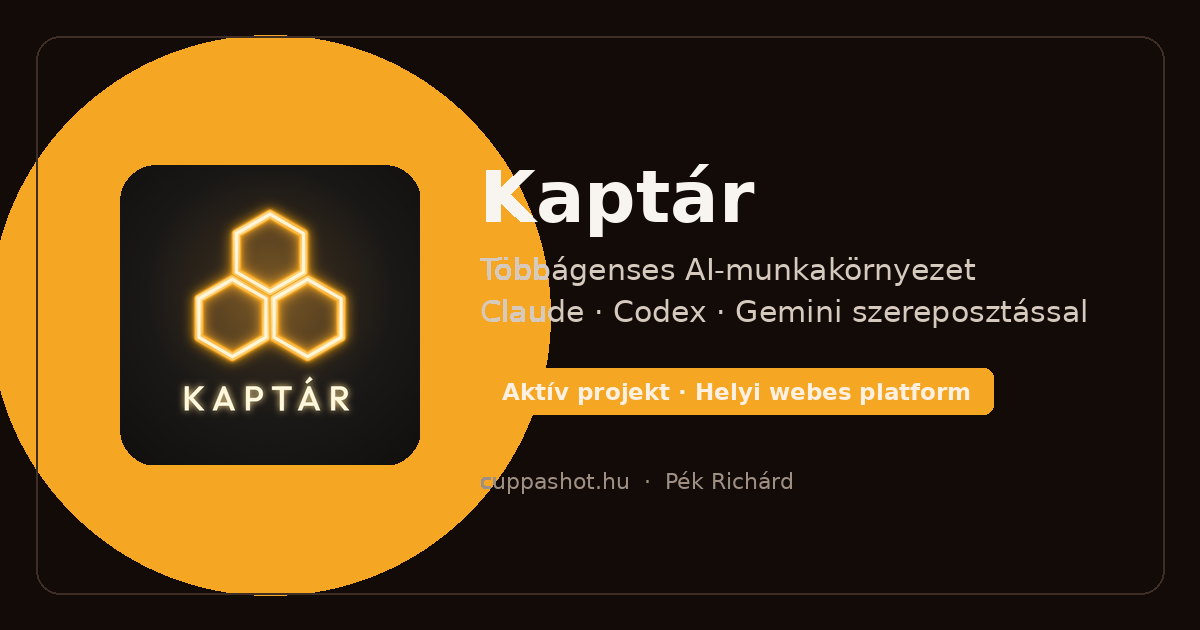 KAPTÁR
Kaptár
Többágenses AI-munkakörnyezet
Claude · Codex · Gemini szereposztással
Aktív projekt · Helyi webes platform
cuppashot.hu · Pék Richárd